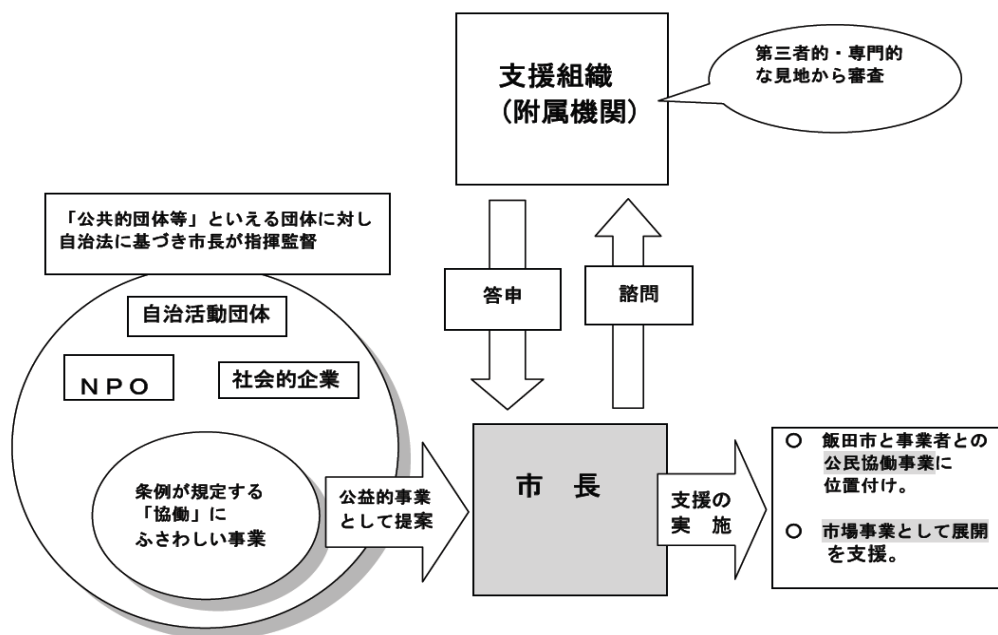 支援組織
（附属機関）
第三者的・専門的
な見地から審査
「公共的団体等」といえる団体に対し
自治法に基づき市長が指揮監督
答申
諮問
自治活動団体
ＮＰＯ
社会的企業
条例が規定する
「協働」に
ふさわしい事業
公益的事業
として提案
市　長
支援の
実　施
○　飯田市と事業者との
公民協働事業に
位置付け。
○　市場事業として展開
を支援。